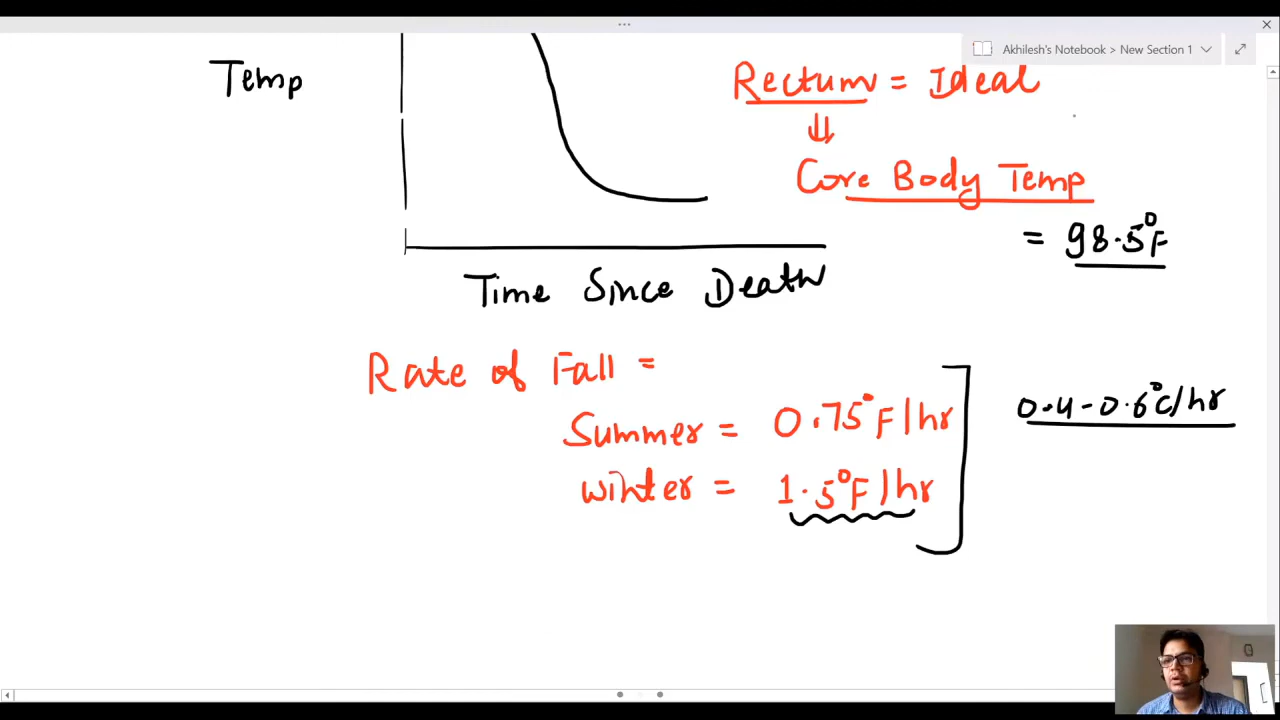 Akhilesh's Notebook > New Section 1
Temp
Rectum = Ideal
⇓
Core Body Temp
= 98.5°F
Time Since Death
Rate of Fall =
Summer = 0.75°F/hr
0.4-0.6°C/hr
winter = 1.5°F/hr